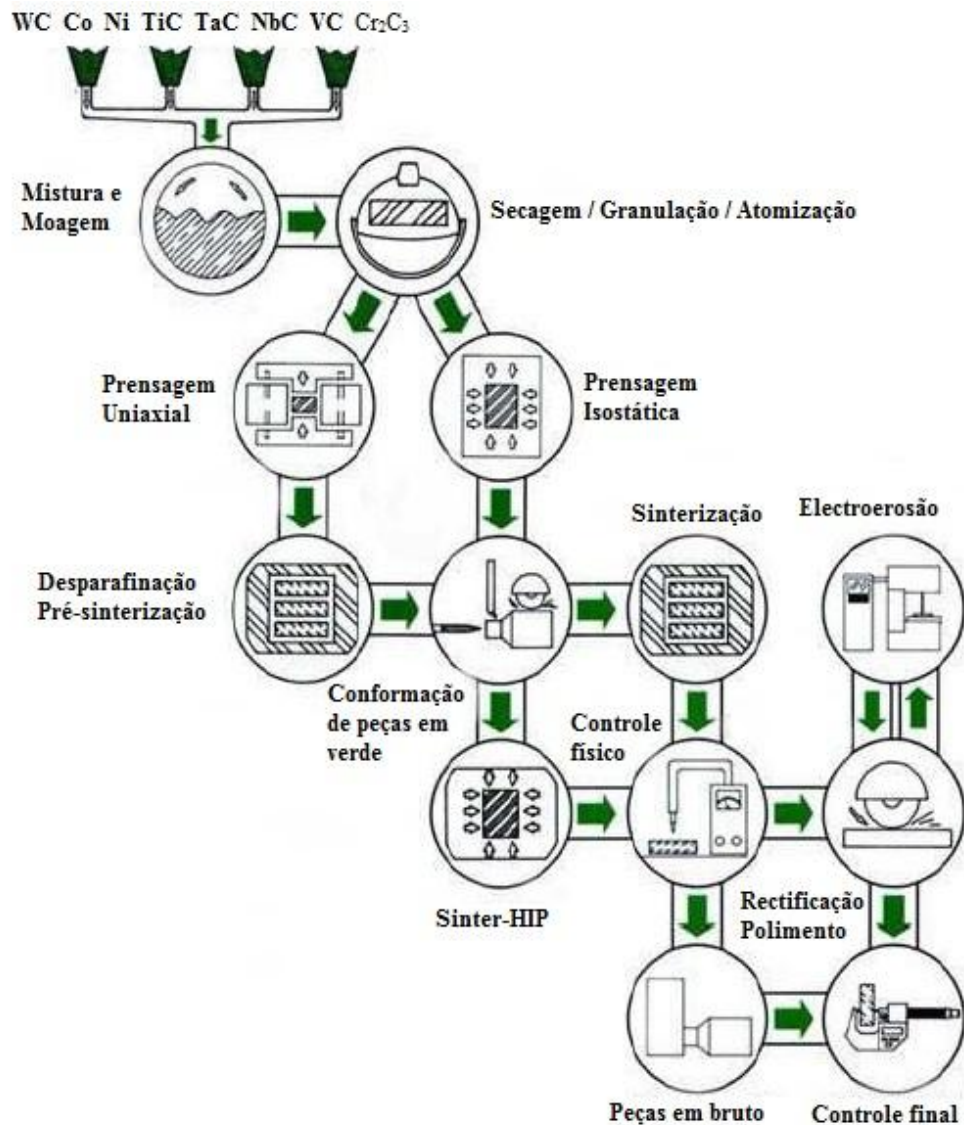 WC Co Ni TiC TaC NbC VC Cr₂C₃
Mistura e
Moagem
Secagem / Granulação / Atomização
Prensagem
Uniaxial
Prensagem
Isostática
Sinterização
Electroerosão
Desparafinação
Pré-sinterização
Conformação
de peças em
verde
Controle
físico
Sinter-HIP
Rectificação
Polimento
Peças em bruto
Controle final